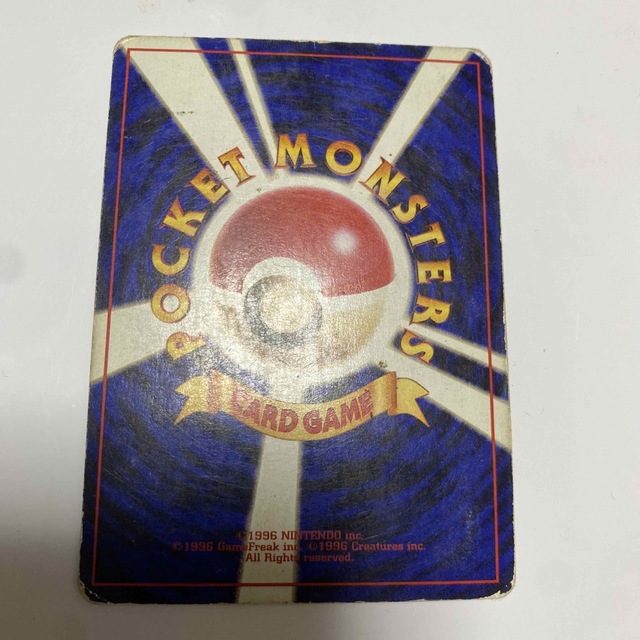 POCKET MONSTERS
CARD GAME
©1996 NINTENDO inc.
©1996 GameFreak inc. ©1996 Creatures inc.
All Rights reserved.